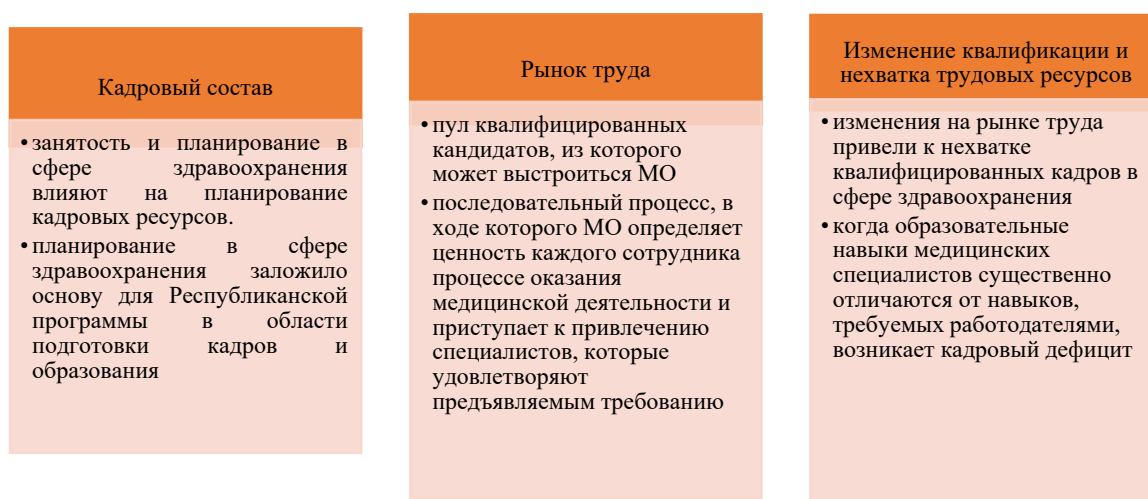 Кадровый состав
•занятость и планирование в
сфере здравоохранения
влияют на планирование
кадровых ресурсов.
•планирование в сфере
здравоохранения заложило
основу для Республиканской
программы в области
подготовки кадров и
образования
Рынок труда
•пул квалифицированных
кандидатов, из которого
может выстроиться МО
•последовательный процесс, в
ходе которого МО определяет
ценность каждого сотрудника
процессе оказания
медицинской деятельности и
приступает к привлечению
специалистов, которые
удовлетворяют
предъявляемым требованию
Изменение квалификации и
нехватка трудовых ресурсов
•изменения на рынке труда
привели к нехватке
квалифицированных кадров в
сфере здравоохранения
•когда образовательные
навыки медицинских
специалистов существенно
отличаются от навыков,
требуемых работодателями,
возникает кадровый дефицит